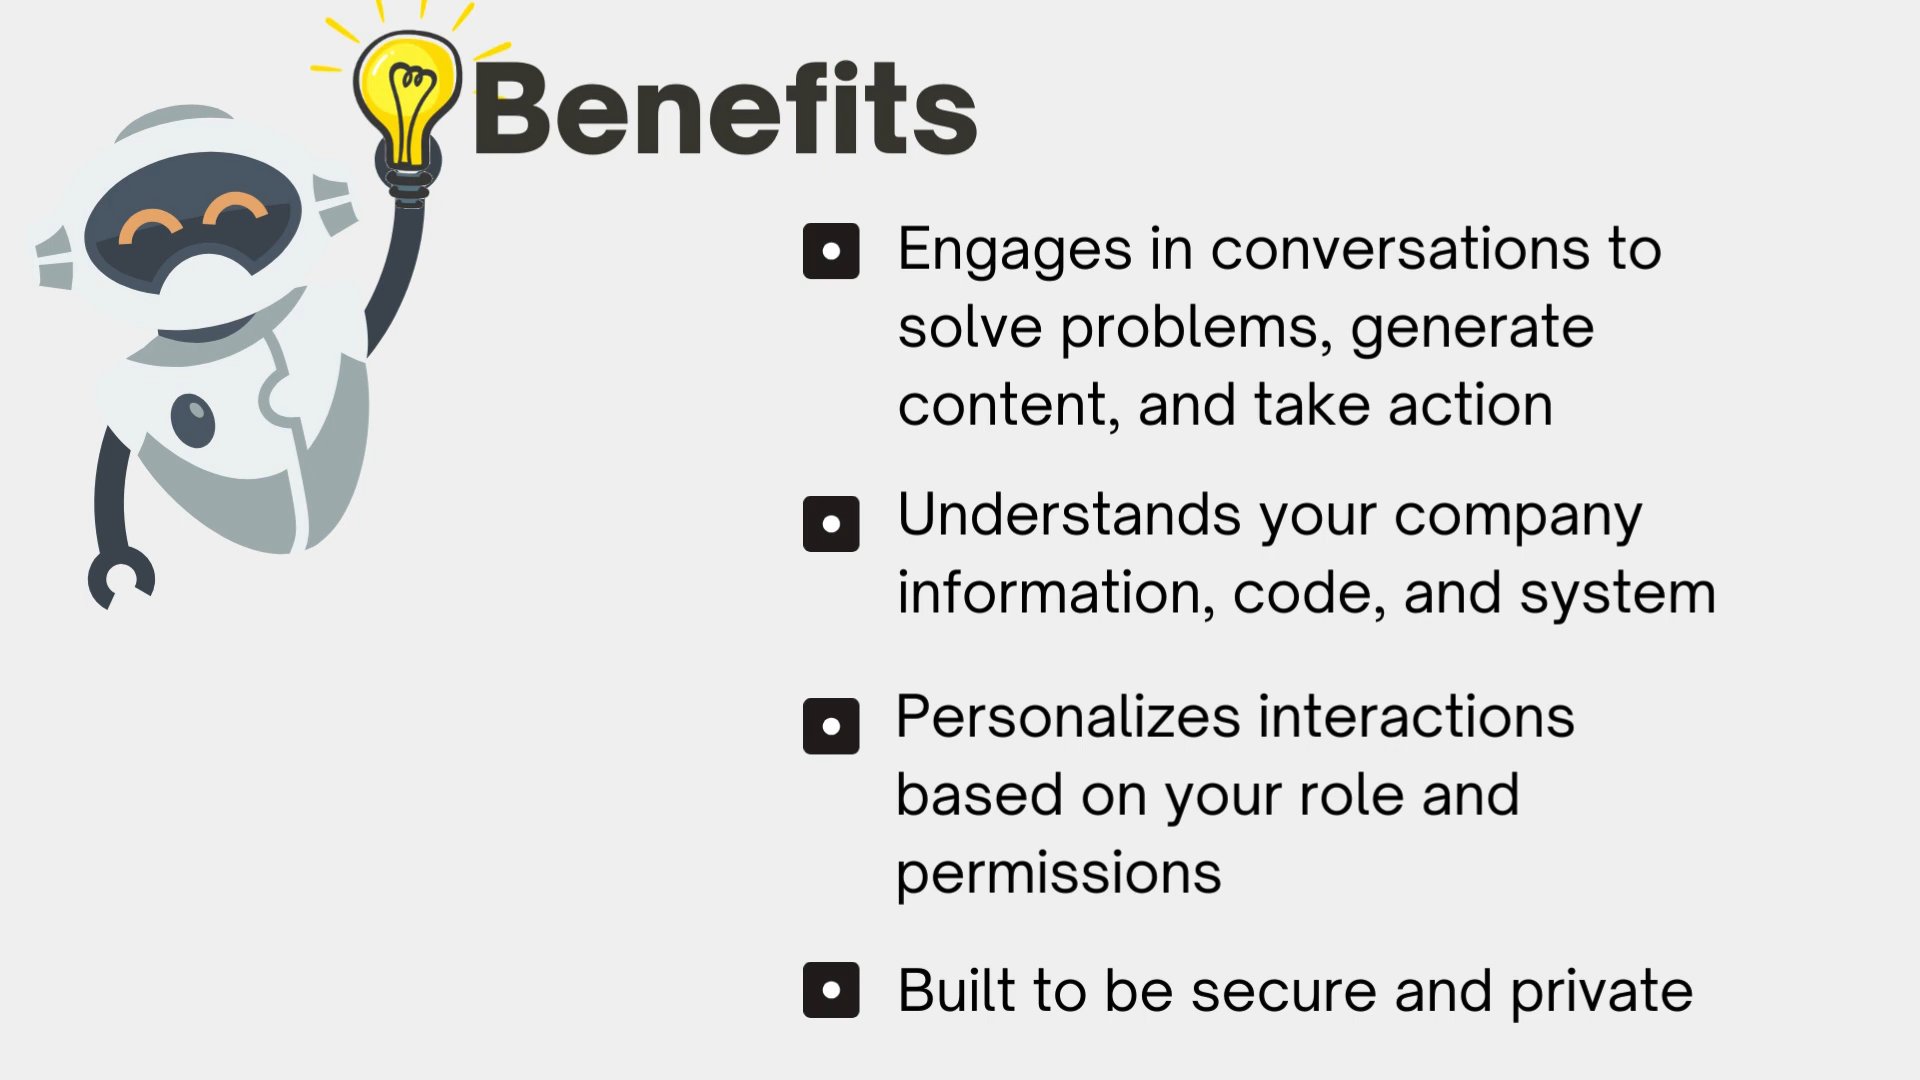 Benefits
Engages in conversations to
solve problems, generate
content, and take action
Understands your company
information, code, and system
Personalizes interactions
based on your role and
permissions
Built to be secure and private